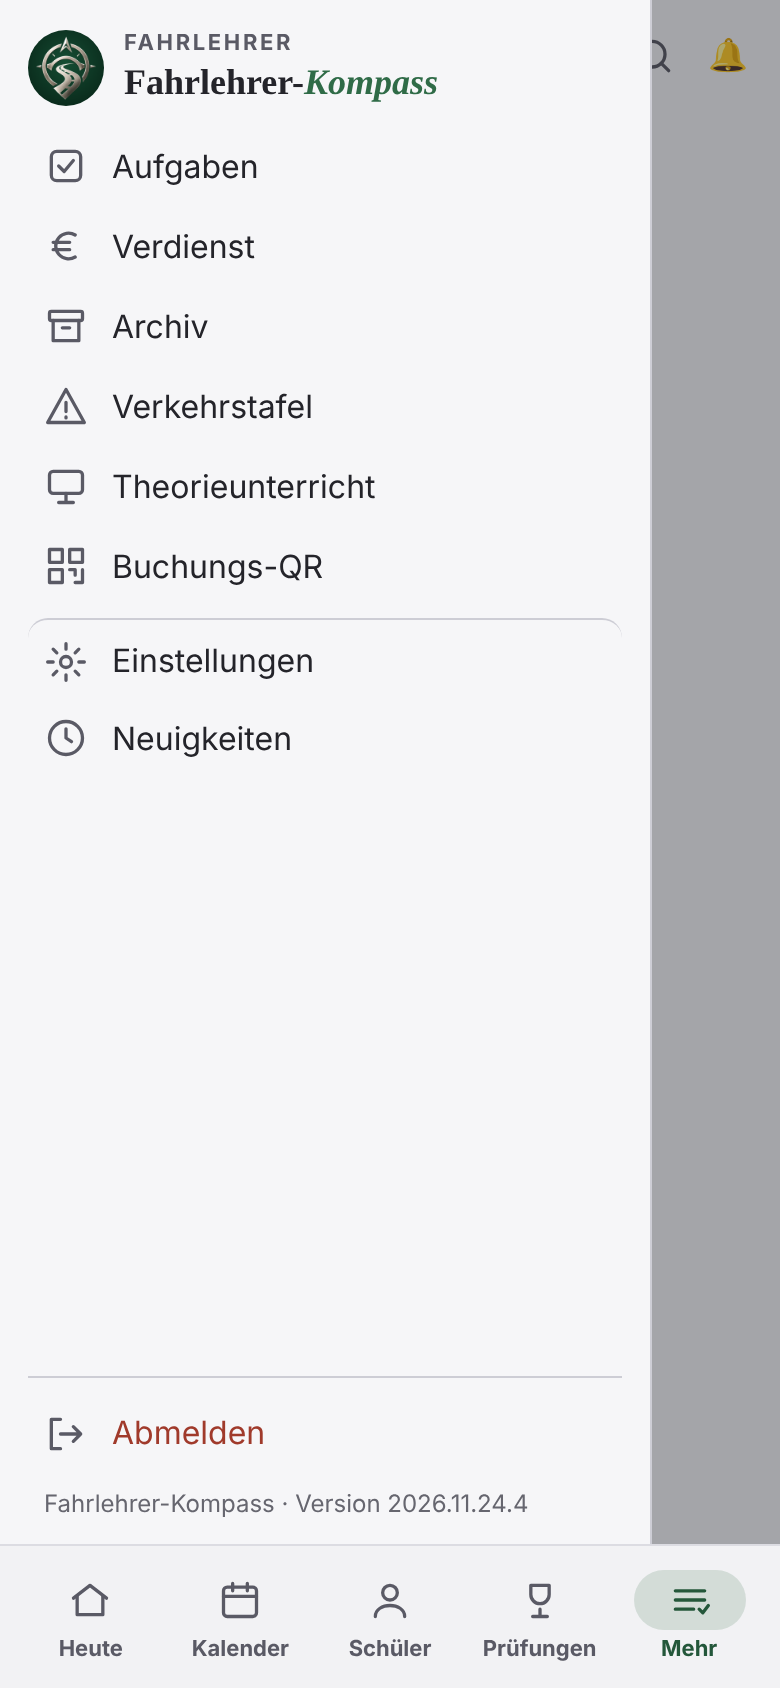 FAHRLEHRER
Fahrlehrer-Kompass
Aufgaben
Verdienst
Archiv
Verkehrstafel
Theorieunterricht
Buchungs-QR
Einstellungen
Neuigkeiten
Abmelden
Fahrlehrer-Kompass · Version 2026.11.24.4
Heute Kalender Schüler Prüfungen Mehr